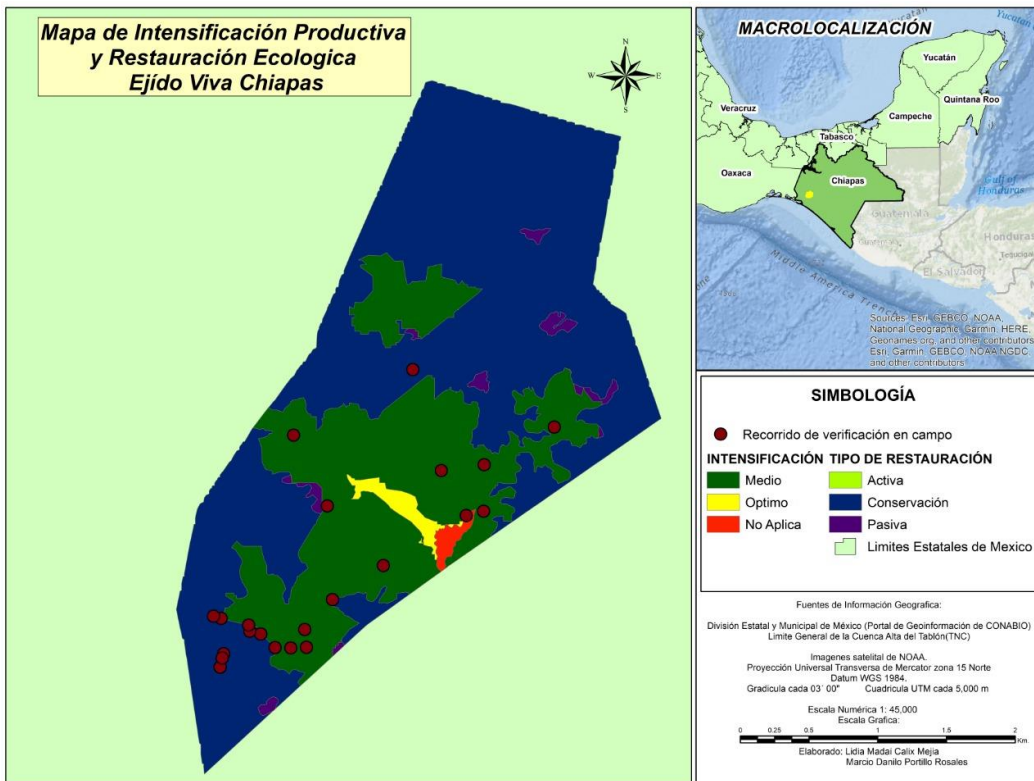 Mapa de Intensificación Productiva
y Restauración Ecologica
Ejído Viva Chiapas
N
W
E
S
MACROLOCALIZACIÓN
Yucatán
Quintana Roo
Campeche
Veracruz
Tabasco
Oaxaca
Chiapas
Gulf of
Honduras
Guatemala
Honduras
El Salvador
Middle America Trench
Sources: Esri, GEBCO, NOAA,
National Geographic, Garmin, HERE,
Geonames.org, and other contributors
Esri, Garmin, GEBCO, NOAA NGDC,
and other contributors
SIMBOLOGÍA
Recorrido de verificación en campo
INTENSIFICACIÓN TIPO DE RESTAURACIÓN
Medio Activa
Optimo Conservación
No Aplica Pasiva
Limites Estatales de Mexico
Fuentes de Información Geografica:
División Estatal y Municipal de México (Portal de Geoinformación de CONABIO)
Limite General de la Cuenca Alta del Tablón(TNC)
Imagenes satelital de NOAA.
Proyección Universal Transversa de Mercator zona 15 Norte
Datum WGS 1984.
Gradicula cada 03´ 00" Cuadricula UTM cada 5,000 m
Escala Numérica 1: 45,000
Escala Grafica:
0 0.25 0.5 1 1.5 2
Km.
Elaborado: Lidia Madai Calix Mejia
Marcio Danilo Portillo Rosales